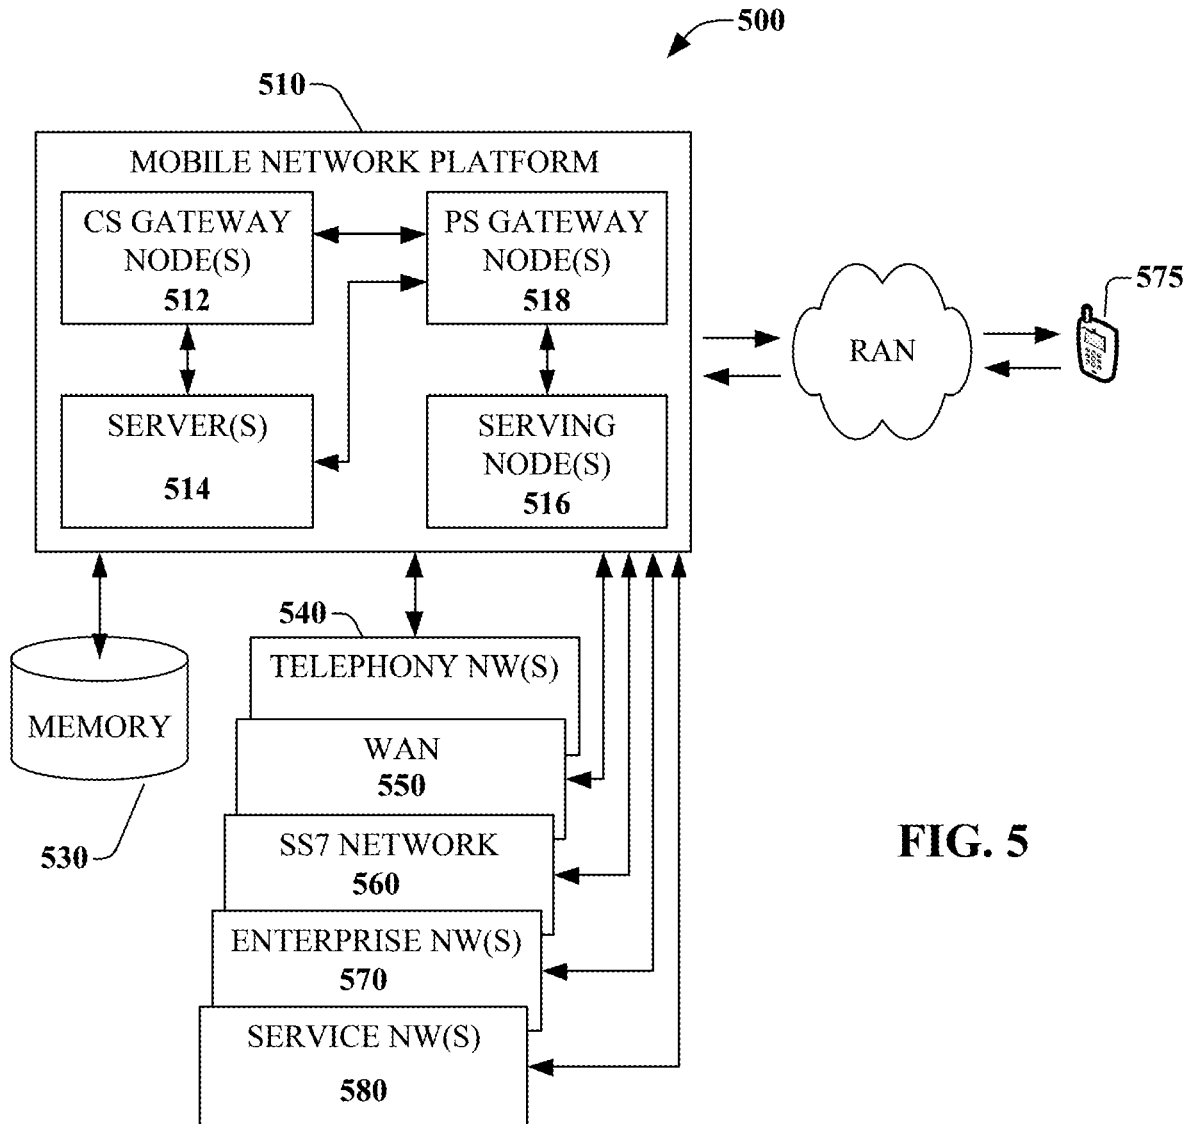 500
510
MOBILE NETWORK PLATFORM
CS GATEWAY
NODE(S)
512
PS GATEWAY
NODE(S)
518
SERVER(S)
514
SERVING
NODE(S)
516
RAN
575
540
TELEPHONY NW(S)
MEMORY
530
WAN
550
SS7 NETWORK
560
ENTERPRISE NW(S)
570
SERVICE NW(S)
580
FIG. 5